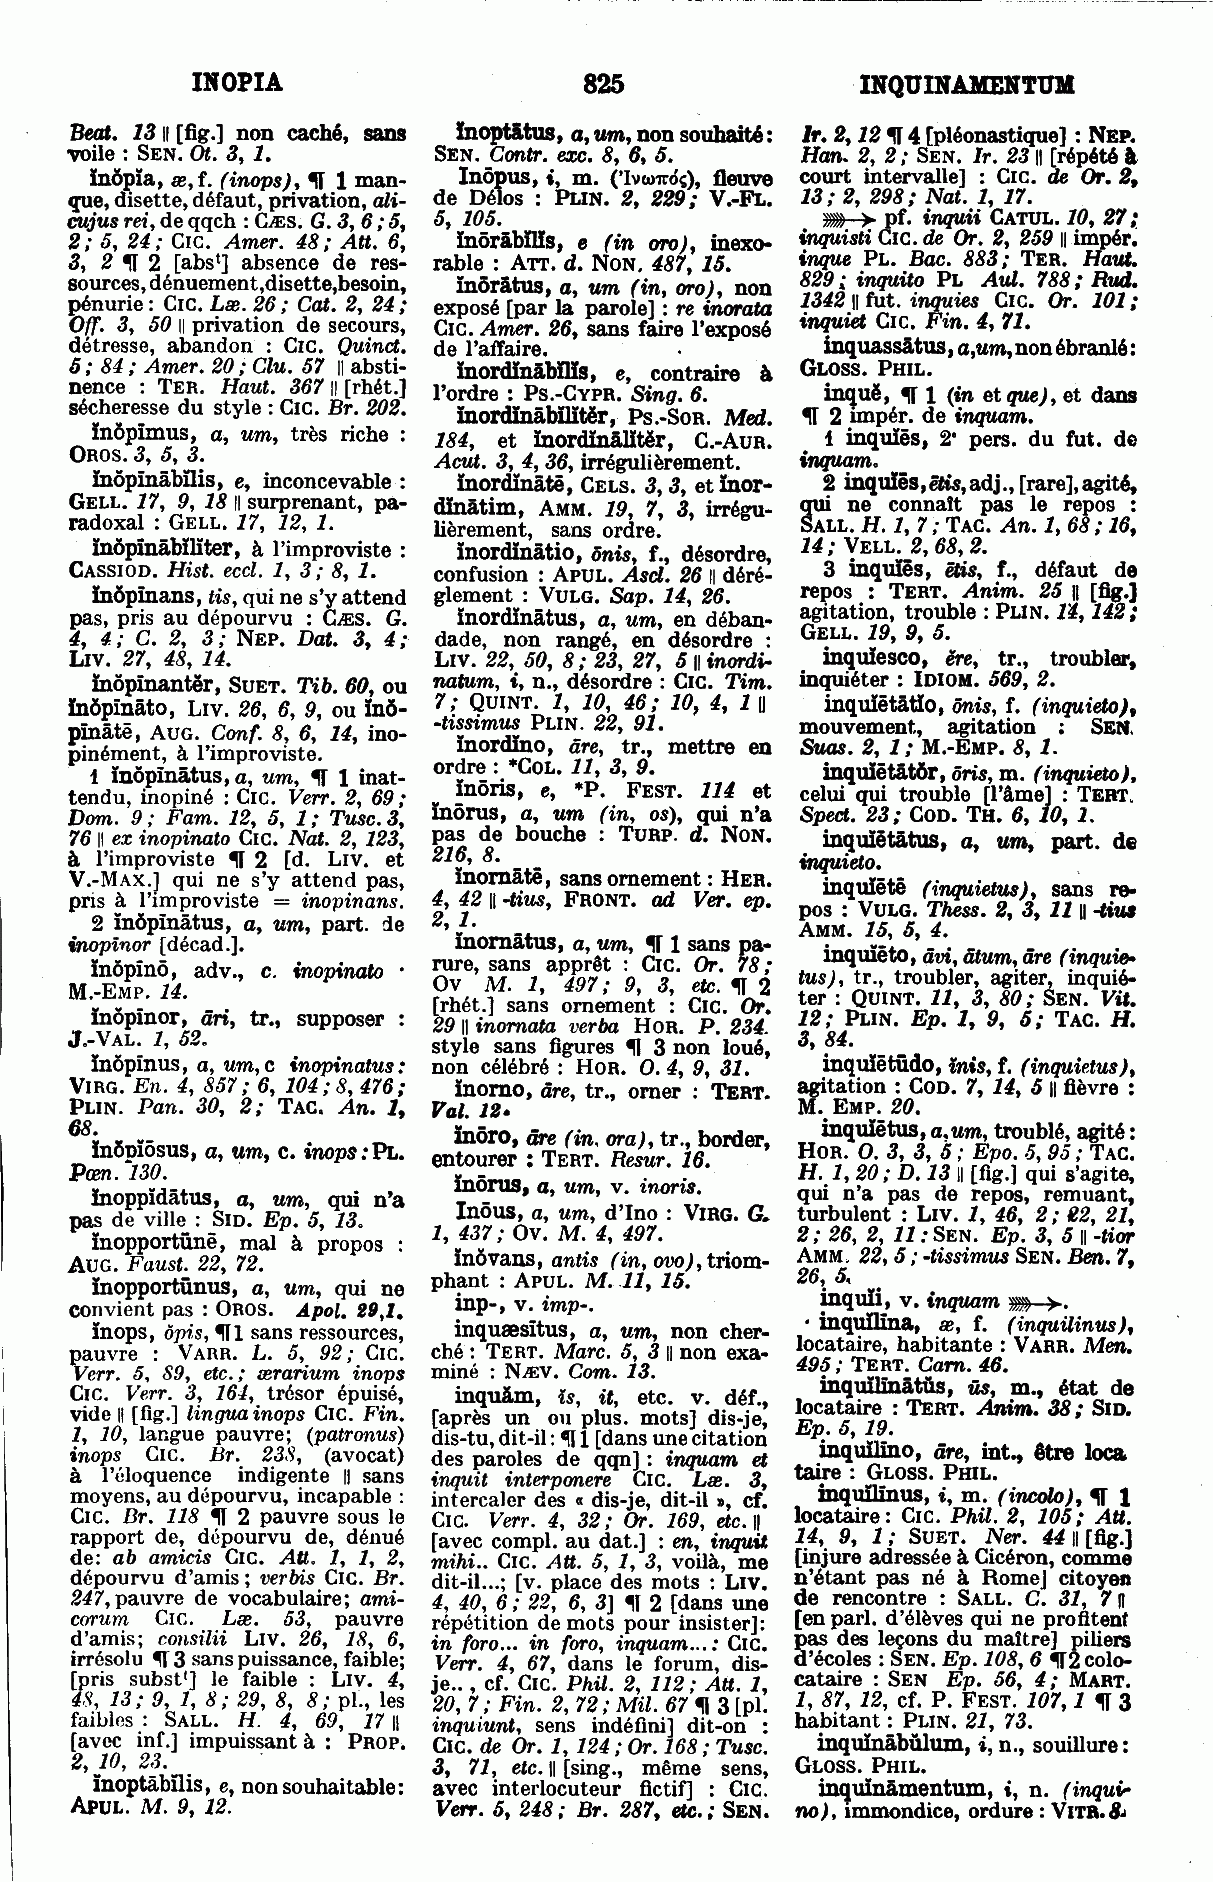 INOPIA
825
INQUINAMENTUM
Beat. 13 || [fig.] non caché, sans
voile : SEN. Ot. 3, 1.
ĭnŏpĭa, æ, f. (inops), ¶ 1 man-
que, disette, défaut, privation, ali-
cujus rei, de qqch : CÆS. G. 3, 6 ; 5,
2 ; 5, 24 ; CIC. Amer. 48 ; Att. 6,
3, 2 ¶ 2 [absᵗ] absence de res-
sources, dénuement, disette, besoin,
pénurie : CIC. Læ. 26 ; Cat. 2, 24 ;
Off. 3, 50 || privation de secours,
détresse, abandon : CIC. Quinct.
5 ; 84 ; Amer. 20 ; Clu. 57 || absti-
nence : TER. Haut. 367 || [rhét.]
sécheresse du style : CIC. Br. 202.
ĭnŏpīmus, a, um, très riche :
OROS. 3, 5, 3.
ĭnŏpīnābĭlis, e, inconcevable :
GELL. 17, 9, 18 || surprenant, pa-
radoxal : GELL. 17, 12, 1.
ĭnŏpīnābĭlĭter, à l'improviste :
CASSIOD. Hist. eccl. 1, 3 ; 8, 1.
ĭnŏpīnans, tis, qui ne s'y attend
pas, pris au dépourvu : CÆS. G.
4, 4 ; C. 2, 3 ; NEP. Dat. 3, 4 ;
LIV. 27, 48, 14.
ĭnŏpīnantĕr, SUET. Tib. 60, ou
ĭnŏpīnāto, LIV. 26, 6, 9, ou ĭnŏ-
pīnātē, AUG. Conf. 8, 6, 14, ino-
pinément, à l'improviste.
1 ĭnŏpīnātus, a, um, ¶ 1 inat-
tendu, inopiné : CIC. Verr. 2, 69 ;
Dom. 9 ; Fam. 12, 5, 1 ; Tusc. 3,
76 || ex inopinato CIC. Nat. 2, 123,
à l'improviste ¶ 2 [d. LIV. et
V.-MAX.] qui ne s'y attend pas,
pris à l'improviste = inopinans.
2 ĭnŏpīnātus, a, um, part. de
inopinor [décad.].
ĭnŏpīnō, adv., c. inopinato ·
M.-EMP. 14.
ĭnŏpīnor, āri, tr., supposer :
J.-VAL. 1, 52.
ĭnŏpīnus, a, um, c inopinatus :
VIRG. En. 4, 857 ; 6, 104 ; 8, 476 ;
PLIN. Pan. 30, 2 ; TAC. An. 1,
68.
ĭnŏpĭōsus, a, um, c. inops : PL.
Pœn. 130.
ĭnoppĭdātus, a, um, qui n'a
pas de ville : SID. Ep. 5, 13.
ĭnopportūnē, mal à propos :
AUG. Faust. 22, 72.
ĭnopportūnus, a, um, qui ne
convient pas : OROS. Apol. 29,1.
ĭnops, ŏpis, ¶ 1 sans ressources,
pauvre : VARR. L. 5, 92 ; CIC.
Verr. 5, 89, etc. ; ærarium inops
CIC. Verr. 3, 164, trésor épuisé,
vide || [fig.] lingua inops CIC. Fin.
1, 10, langue pauvre; (patronus)
inops CIC. Br. 238, (avocat)
à l'éloquence indigente || sans
moyens, au dépourvu, incapable :
CIC. Br. 118 ¶ 2 pauvre sous le
rapport de, dépourvu de, dénué
de: ab amicis CIC. Att. 1, 1, 2,
dépourvu d'amis ; verbis CIC. Br.
247, pauvre de vocabulaire; ami-
corum CIC. Læ. 53, pauvre
d'amis; consilii LIV. 26, 18, 6,
irrésolu ¶ 3 sans puissance, faible;
[pris substᵗ] le faible : LIV. 4,
48, 13 ; 9, 1, 8 ; 29, 8, 8 ; pl., les
faibles : SALL. H. 4, 69, 17 ||
[avec inf.] impuissant à : PROP.
2, 10, 23.
ĭnoptābĭlis, e, non souhaitable :
APUL. M. 9, 12.
ĭnoptātus, a, um, non souhaité :
SEN. Contr. exc. 8, 6, 5.
Inōpus, i, m. (Ἰνωπός), fleuve
de Délos : PLIN. 2, 229 ; V.-FL.
5, 105.
ĭnōrābĭlĭs, e (in oro), inexo-
rable : ATT. d. NON. 487, 15.
ĭnōrātus, a, um (in, oro), non
exposé [par la parole] : re inorata
CIC. Amer. 26, sans faire l'exposé
de l'affaire.
ĭnordĭnābĭlĭs, e, contraire à
l'ordre : PS.-CYPR. Sing. 6.
ĭnordĭnābĭlĭtĕr, PS.-SOR. Med.
184, et ĭnordĭnālĭtĕr, C.-AUR.
Acut. 3, 4, 36, irrégulièrement.
ĭnordĭnātē, CELS. 3, 3, et ĭnor-
dĭnātim, AMM. 19, 7, 3, irrégu-
lièrement, sans ordre.
ĭnordĭnātio, ōnis, f., désordre,
confusion : APUL. Ascl. 26 || déré-
glement : VULG. Sap. 14, 26.
ĭnordĭnātus, a, um, en déban-
dade, non rangé, en désordre :
LIV. 22, 50, 8 ; 23, 27, 5 || inordi-
natum, i, n., désordre : CIC. Tim.
7 ; QUINT. 1, 10, 46 ; 10, 4, 1 ||
-tissimus PLIN. 22, 91.
ĭnordĭno, āre, tr., mettre en
ordre : *COL. 11, 3, 9.
ĭnōris, e, *P. FEST. 114 et
ĭnōrus, a, um (in, os), qui n'a
pas de bouche : TURP. d. NON.
216, 8.
ĭnornātē, sans ornement : HER.
4, 42 || -tius, FRONT. ad Ver. ep.
2, 1.
ĭnornātus, a, um, ¶ 1 sans pa-
rure, sans apprêt : CIC. Or. 78 ;
OV M. 1, 497 ; 9, 3, etc. ¶ 2
[rhét.] sans ornement : CIC. Or.
29 || inornata verba HOR. P. 234.
style sans figures ¶ 3 non loué,
non célébré : HOR. O. 4, 9, 31.
ĭnorno, āre, tr., orner : TERT.
Val. 12.
ĭnōro, āre (in, ora), tr., border,
entourer : TERT. Resur. 16.
ĭnōrus, a, um, v. inoris.
Inōus, a, um, d'Ino : VIRG. G.
1, 437 ; OV. M. 4, 497.
ĭnŏvans, antis (in, ovo), triom-
phant : APUL. M. 11, 15.
inp-, v. imp-.
inquæsītus, a, um, non cher-
ché : TERT. Marc. 5, 3 || non exa-
miné : NÆV. Com. 13.
inquăm, is, it, etc. v. déf.,
[après un ou plus. mots] dis-je,
dis-tu, dit-il : ¶ 1 [dans une citation
des paroles de qqn] : inquam et
inquit interponere CIC. Læ. 3,
intercaler des « dis-je, dit-il », cf.
CIC. Verr. 4, 32 ; Or. 169, etc. ||
[avec compl. au dat.] : en, inquit
mihi.. CIC. Att. 5, 1, 3, voilà, me
dit-il...; [v. place des mots : LIV.
4, 40, 6 ; 22, 6, 3] ¶ 2 [dans une
répétition de mots pour insister]:
in foro... in foro, inquam... : CIC.
Verr. 4, 67, dans le forum, dis-
je.. , cf. CIC. Phil. 2, 112 ; Att. 1,
20, 7 ; Fin. 2, 72 ; Mil. 67 ¶ 3 [pl.
inquiunt, sens indéfini] dit-on :
CIC. de Or. 1, 124 ; Or. 168 ; Tusc.
3, 71, etc. || [sing., même sens,
avec interlocuteur fictif] : CIC.
Verr. 5, 248 ; Br. 287, etc. ; SEN.
Ir. 2, 12 ¶ 4 [pléonastique] : NEP.
Han. 2, 2 ; SEN. Ir. 23 || [répété à
court intervalle] : CIC. de Or. 2,
13 ; 2, 298 ; Nat. 1, 17.
⟫⟶ pf. inquii CATUL. 10, 27 ;
inquisti CIC. de Or. 2, 259 || impér.
inque PL. Bac. 883 ; TER. Haut.
829 ; inquito PL Aul. 788 ; Rud.
1342 || fut. inquies CIC. Or. 101 ;
inquiet CIC. Fin. 4, 71.
inquassātus, a, um, non ébranlé :
GLOSS. PHIL.
inquĕ, ¶ 1 (in et que), et dans
¶ 2 impér. de inquam.
1 inquĭēs, 2ᵉ pers. du fut. de
inquam.
2 inquĭēs, ētis, adj., [rare], agité,
qui ne connaît pas le repos :
SALL. H. 1, 7 ; TAC. An. 1, 68 ; 16,
14 ; VELL. 2, 68, 2.
3 inquĭēs, ētis, f., défaut de
repos : TERT. Anim. 25 || [fig.]
agitation, trouble : PLIN. 14, 142 ;
GELL. 19, 9, 5.
inquĭesco, ĕre, tr., troubler,
inquiéter : IDIOM. 569, 2.
inquĭētātĭo, ōnis, f. (inquieto),
mouvement, agitation : SEN.
Suas. 2, 1 ; M.-EMP. 8, 1.
inquĭētātŏr, ōris, m. (inquieto),
celui qui trouble [l'âme] : TERT.
Spect. 23 ; COD. TH. 6, 10, 1.
inquĭētātus, a, um, part. de
inquieto.
inquĭētē (inquietus), sans re-
pos : VULG. Thess. 2, 3, 11 || -tius
AMM. 15, 5, 4.
inquĭēto, āvi, ātum, āre (inquie-
tus), tr., troubler, agiter, inquié-
ter : QUINT. 11, 3, 80 ; SEN. Vit.
12 ; PLIN. Ep. 1, 9, 5 ; TAC. H.
3, 84.
inquĭētūdo, ĭnis, f. (inquietus),
agitation : COD. 7, 14, 5 || fièvre :
M. EMP. 20.
inquĭētus, a, um, troublé, agité :
HOR. O. 3, 3, 5 ; Epo. 5, 95 ; TAC.
H. 1, 20 ; D. 13 || [fig.] qui s'agite,
qui n'a pas de repos, remuant,
turbulent : LIV. 1, 46, 2 ; 22, 21,
2 ; 26, 2, 11 : SEN. Ep. 3, 5 || -tior
AMM. 22, 5 ; -tissimus SEN. Ben. 7,
26, 5.
inquĭi, v. inquam ⟫⟶.
inquĭlīna, æ, f. (inquilinus),
locataire, habitante : VARR. Men.
495 ; TERT. Carn. 46.
inquĭlīnātŭs, ūs, m., état de
locataire : TERT. Anim. 38 ; SID.
Ep. 5, 19.
inquĭlīno, āre, int., être loca
taire : GLOSS. PHIL.
inquĭlīnus, i, m. (incolo), ¶ 1
locataire : CIC. Phil. 2, 105 ; Att.
14, 9, 1 ; SUET. Ner. 44 || [fig.]
[injure adressée à Cicéron, comme
n'étant pas né à Rome] citoyen
de rencontre : SALL. C. 31, 7 ||
[en parl. d'élèves qui ne profitent
pas des leçons du maître] piliers
d'écoles : SEN. Ep. 108, 6 ¶ 2 colo-
cataire : SEN Ep. 56, 4 ; MART.
1, 87, 12, cf. P. FEST. 107, 1 ¶ 3
habitant : PLIN. 21, 73.
inquĭnābŭlum, i, n., souillure :
GLOSS. PHIL.
inquĭnāmentum, i, n. (inqui-
no), immondice, ordure : VITR. 8,